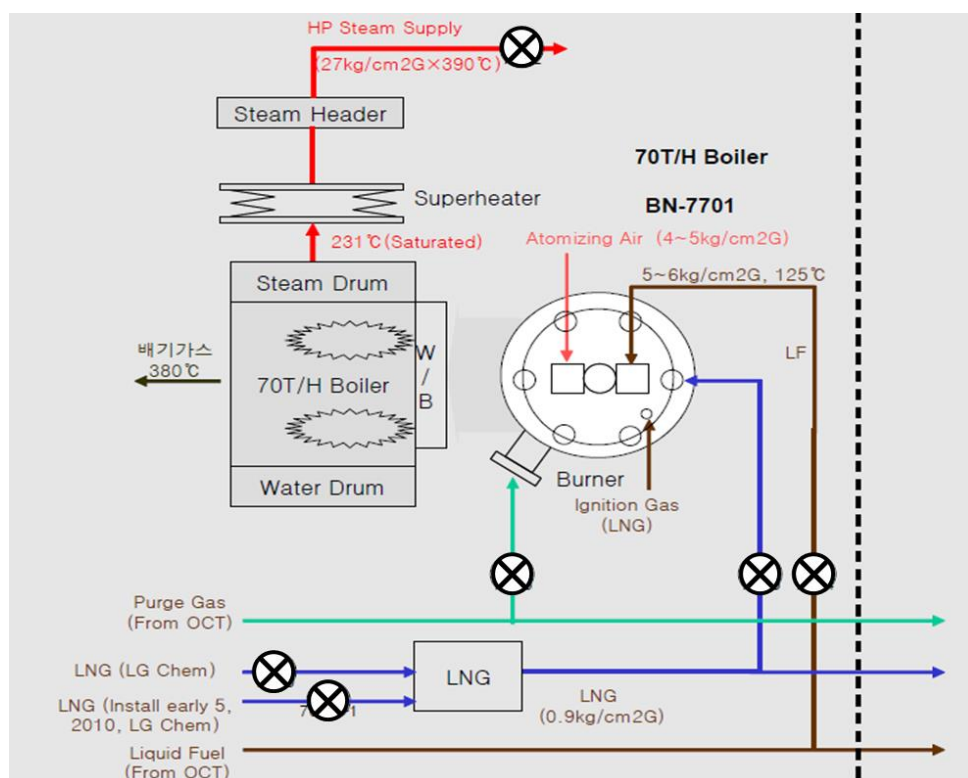 HP Steam Supply
(27kg/cm2G×390℃)
Steam Header
70T/H Boiler
BN-7701
Superheater
231℃(Saturated)
Atomizing Air (4~5kg/cm2G)
5~6kg/cm2G, 125℃
Steam Drum
LF
배기가스
380℃
70T/H Boiler
W
/
B
Water Drum
Burner
Ignition Gas
(LNG)
Purge Gas
(From OCT)
LNG (LG Chem)
LNG
LNG (Install early 5,
2010, LG Chem)
LNG
(0.9kg/cm2G)
Liquid Fuel
(From OCT)